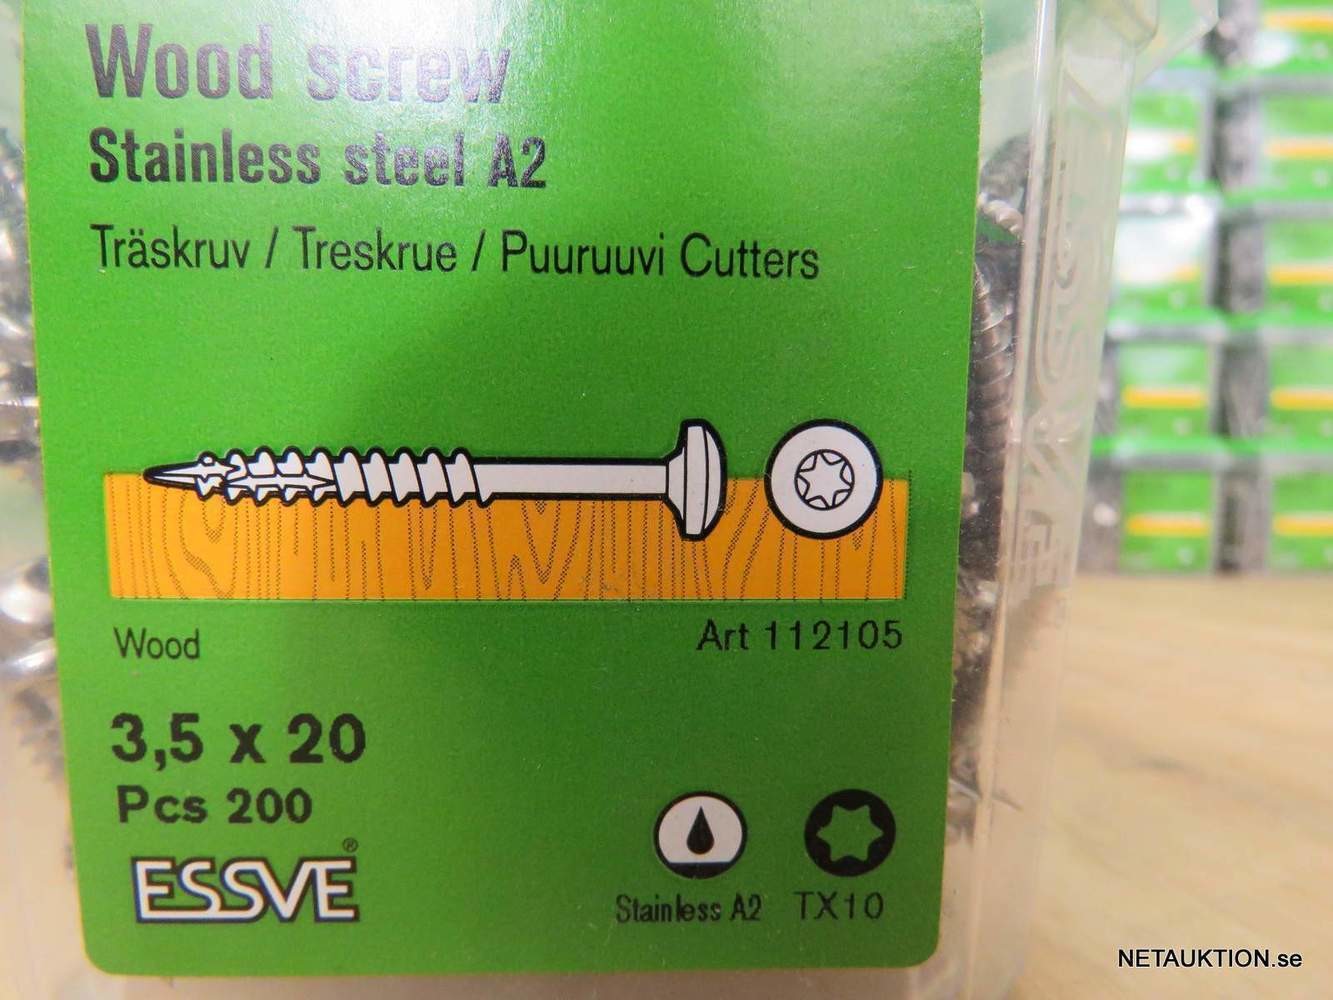 Wood screw
Stainless steel A2
Träskruv / Treskrue / Puuruuvi Cutters
Wood
Art 112105
3,5 x 20
Pcs 200
ESSVE®
Stainless A2
TX10
ESSVE
NETAUKTION.se